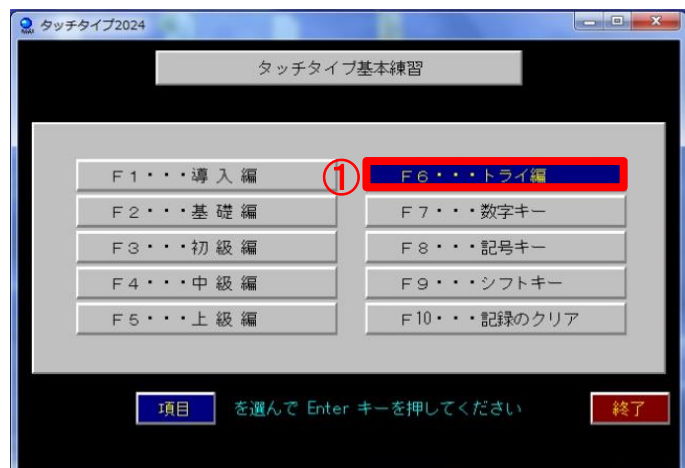 タッチタイプ2024
タッチタイプ基本練習
F1・・・導入編
F2・・・基礎編
F3・・・初級編
F4・・・中級編
F5・・・上級編
①
F6・・・トライ編
F7・・・数字キー
F8・・・記号キー
F9・・・シフトキー
F10・・・記録のクリア
項目 を選んで Enter キーを押してください 終了